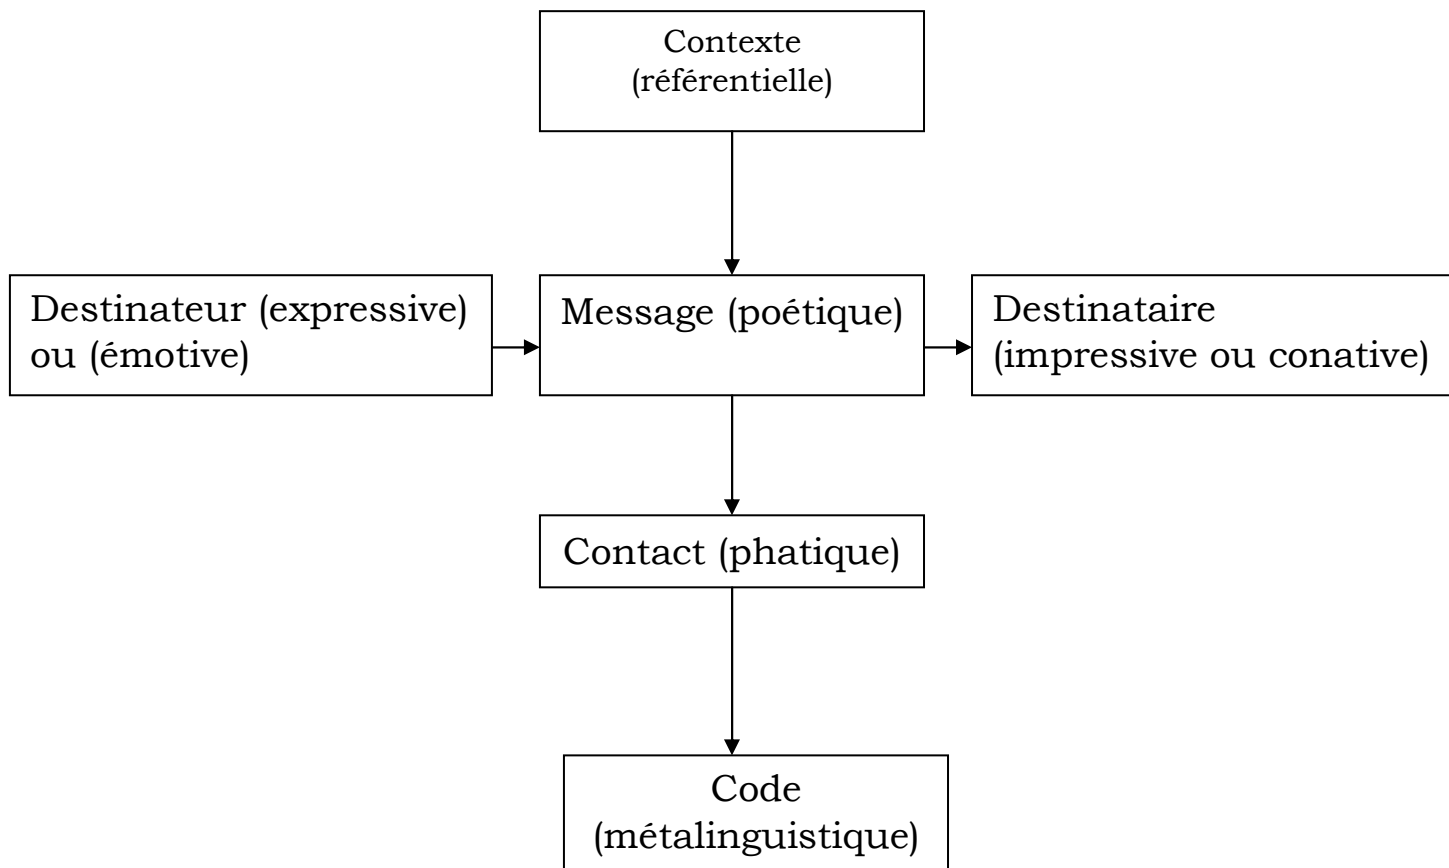 Contexte
(référentielle)
Destinateur (expressive)
ou (émotive)
Message (poétique)
Destinataire
(impressive ou conative)
Contact (phatique)
Code
(métalinguistique)